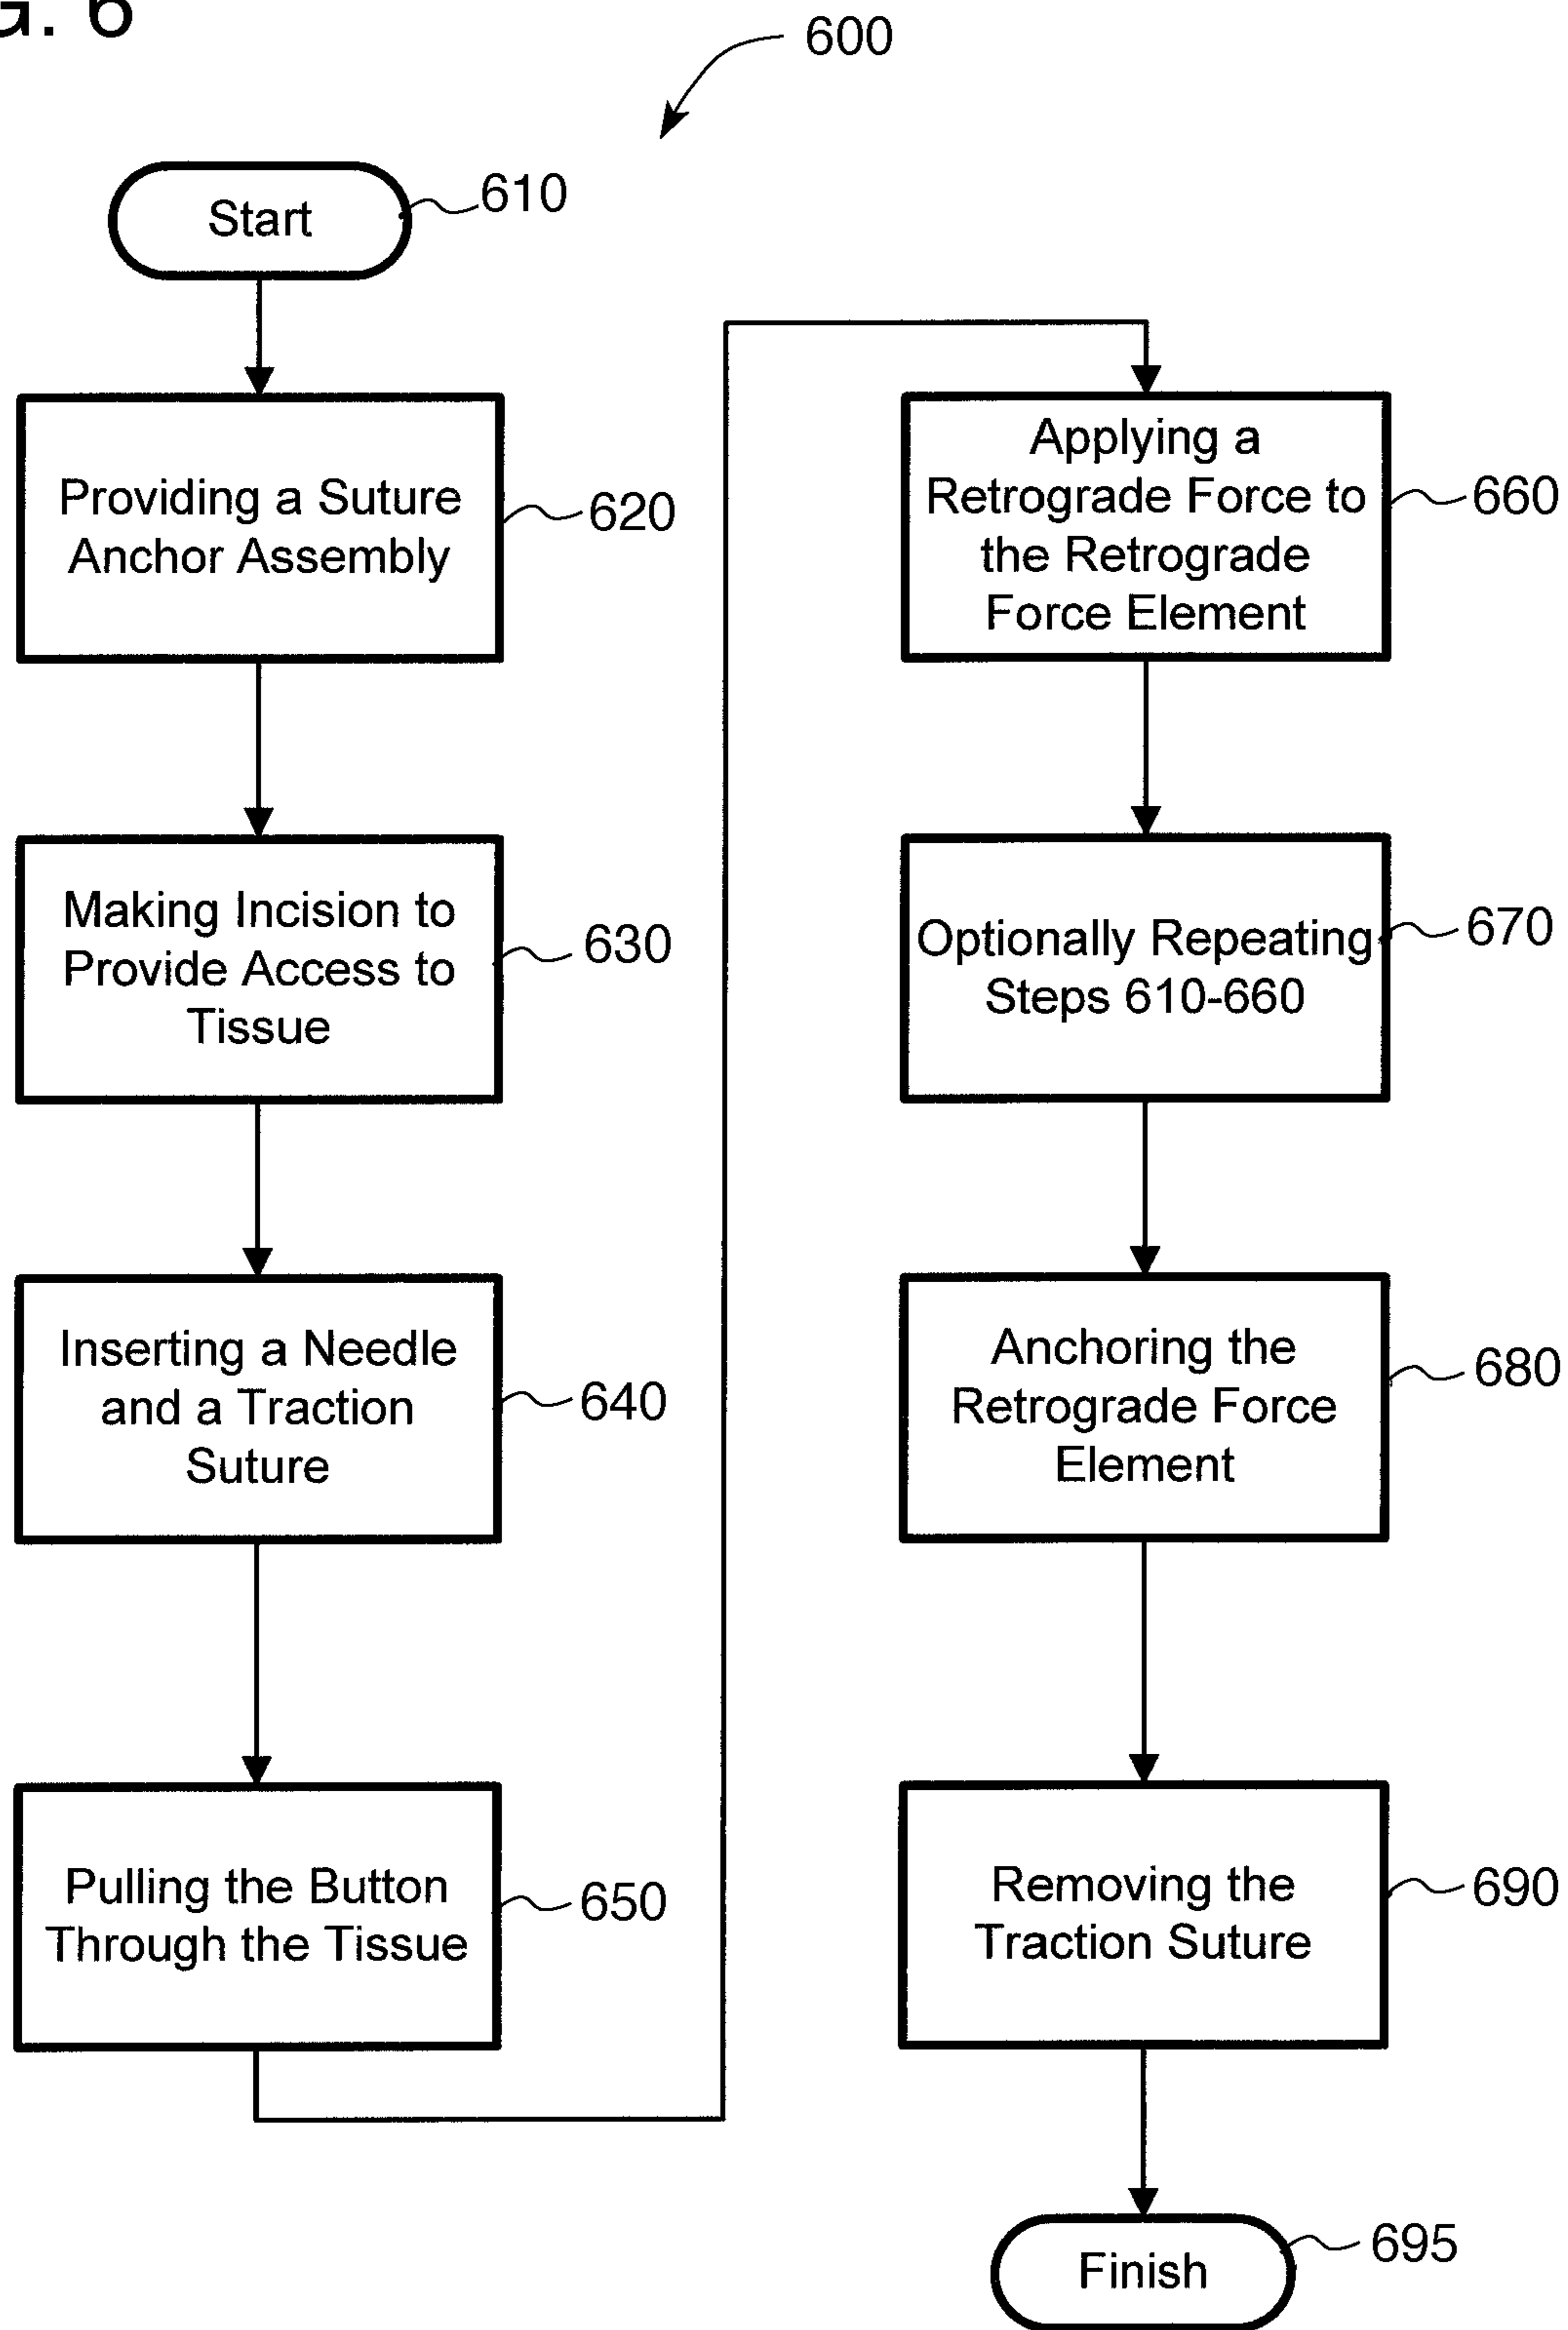 G. 6
600
Start
610
Providing a Suture
Anchor Assembly
620
Making Incision to
Provide Access to
Tissue
630
Inserting a Needle
and a Traction
Suture
640
Pulling the Button
Through the Tissue
650
Applying a
Retrograde Force to
the Retrograde
Force Element
660
Optionally Repeating
Steps 610-660
670
Anchoring the
Retrograde Force
Element
680
Removing the
Traction Suture
690
Finish
695